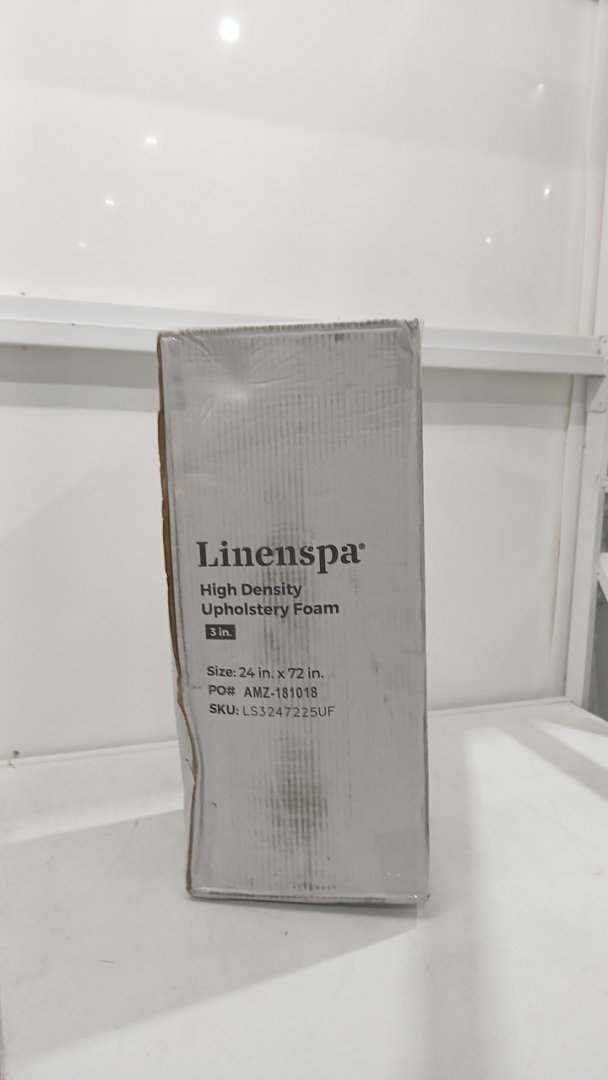 Linenspa®
High Density
Upholstery Foam
3 in.
Size: 24 in. x 72 in.
PO# AMZ-181018
SKU: LS3247225UF